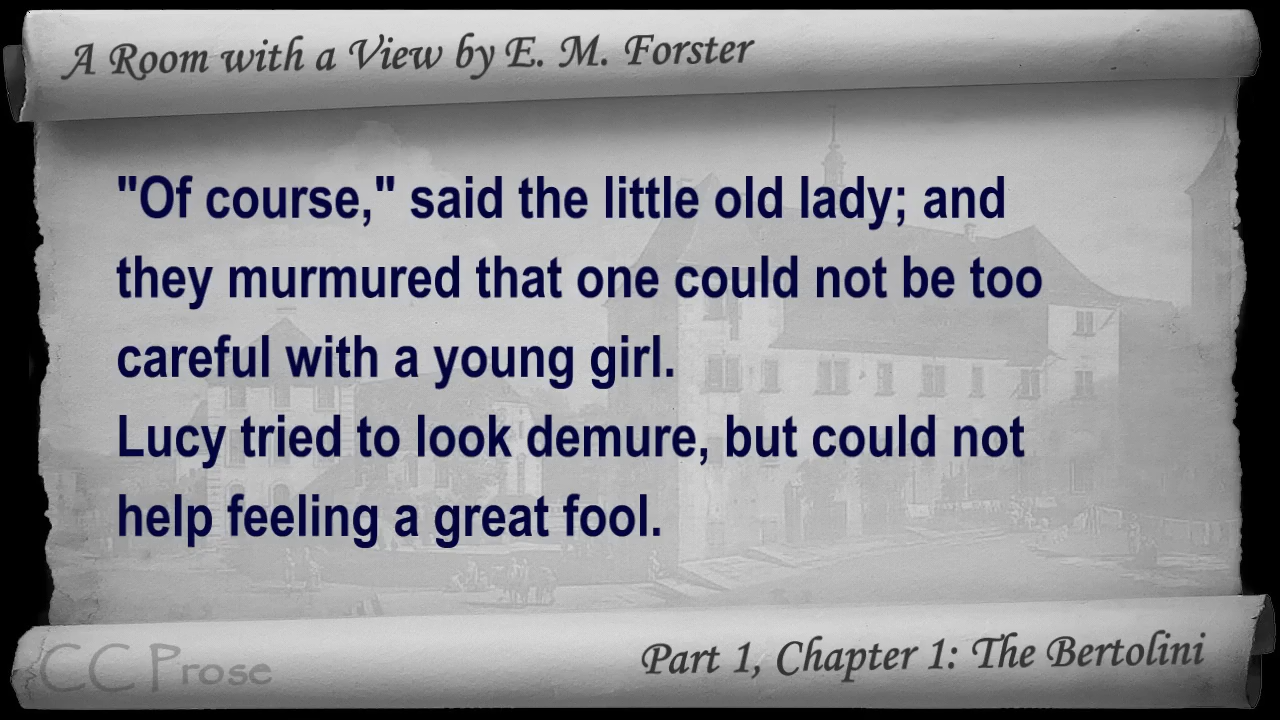 A Room with a View by E. M. Forster
"Of course," said the little old lady; and
they murmured that one could not be too
careful with a young girl.
Lucy tried to look demure, but could not
help feeling a great fool.
CC Prose
Part 1, Chapter 1: The Bertolini